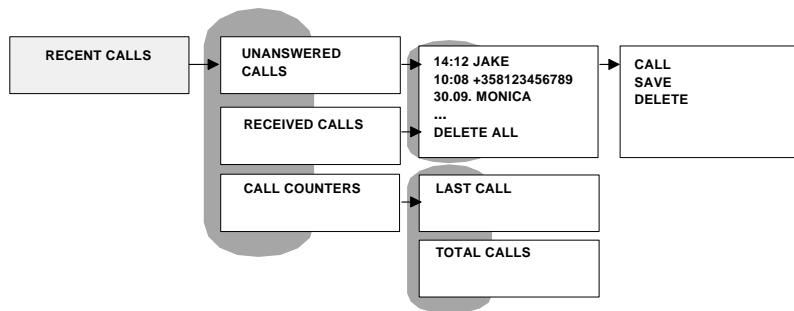 RECENT CALLS
UNANSWERED
CALLS
RECEIVED CALLS
CALL COUNTERS
14:12 JAKE
10:08 +358123456789
30.09. MONICA
...
DELETE ALL
LAST CALL
TOTAL CALLS
CALL
SAVE
DELETE